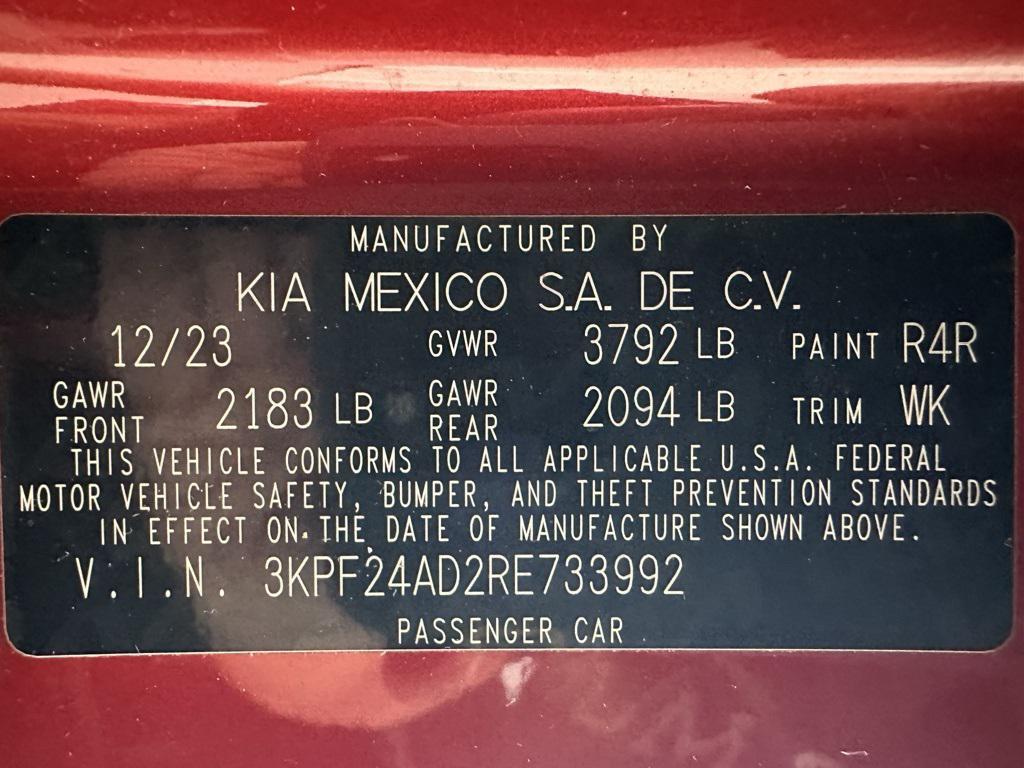 MANUFACTURED BY
KIA MEXICO S.A. DE C.V.
12/23 GVWR 3792 LB PAINT R4R
GAWR FRONT 2183 LB GAWR REAR 2094 LB TRIM WK
THIS VEHICLE CONFORMS TO ALL APPLICABLE U.S.A. FEDERAL
MOTOR VEHICLE SAFETY, BUMPER, AND THEFT PREVENTION STANDARDS
IN EFFECT ON THE DATE OF MANUFACTURE SHOWN ABOVE.
V.I.N. 3KPF24AD2RE733992
PASSENGER CAR